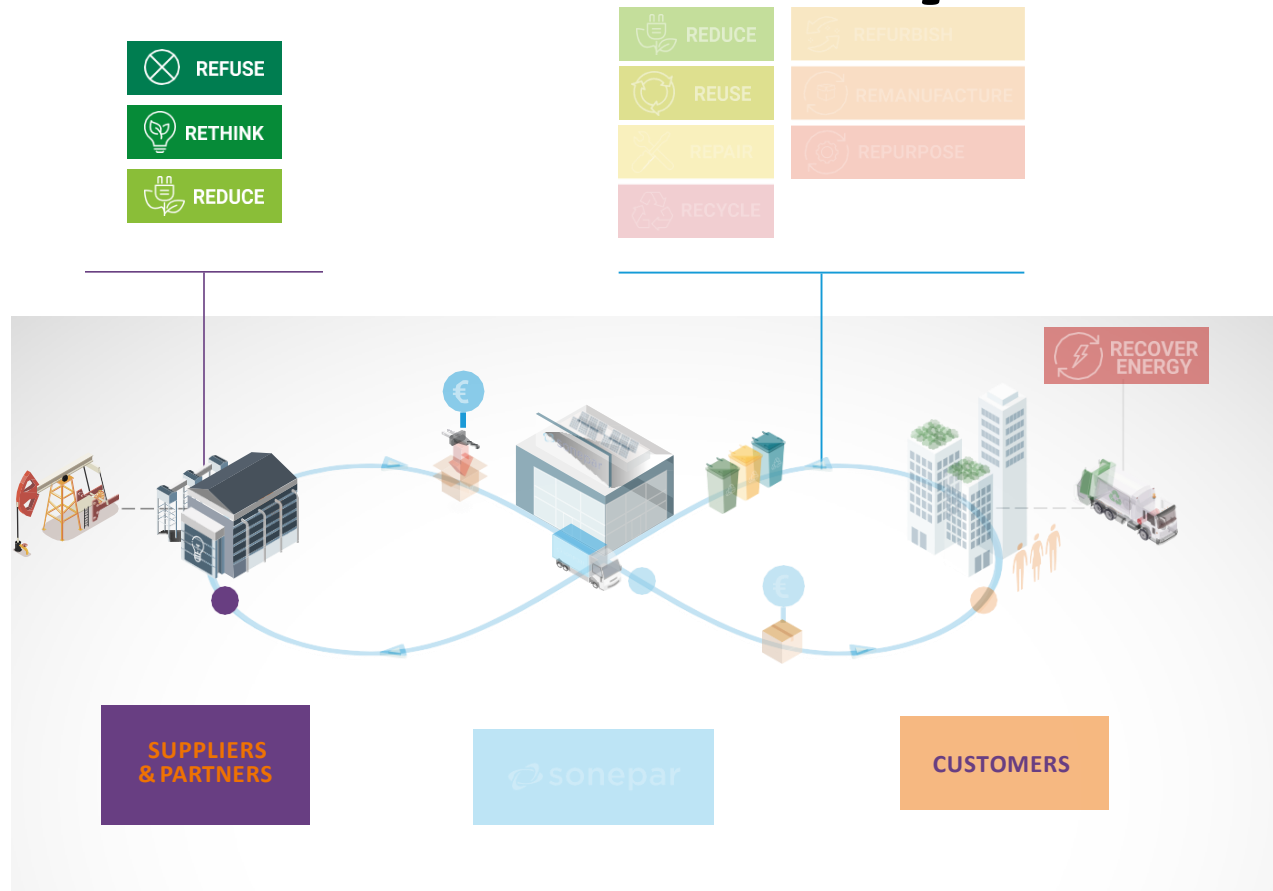 REFUSE
RETHINK
REDUCE
REDUCE
REUSE
REPAIR
RECYCLE
REFURBISH
REMANUFACTURE
REPURPOSE
RECOVER
ENERGY
€
€
SUPPLIERS
& PARTNERS
sonepar
CUSTOMERS